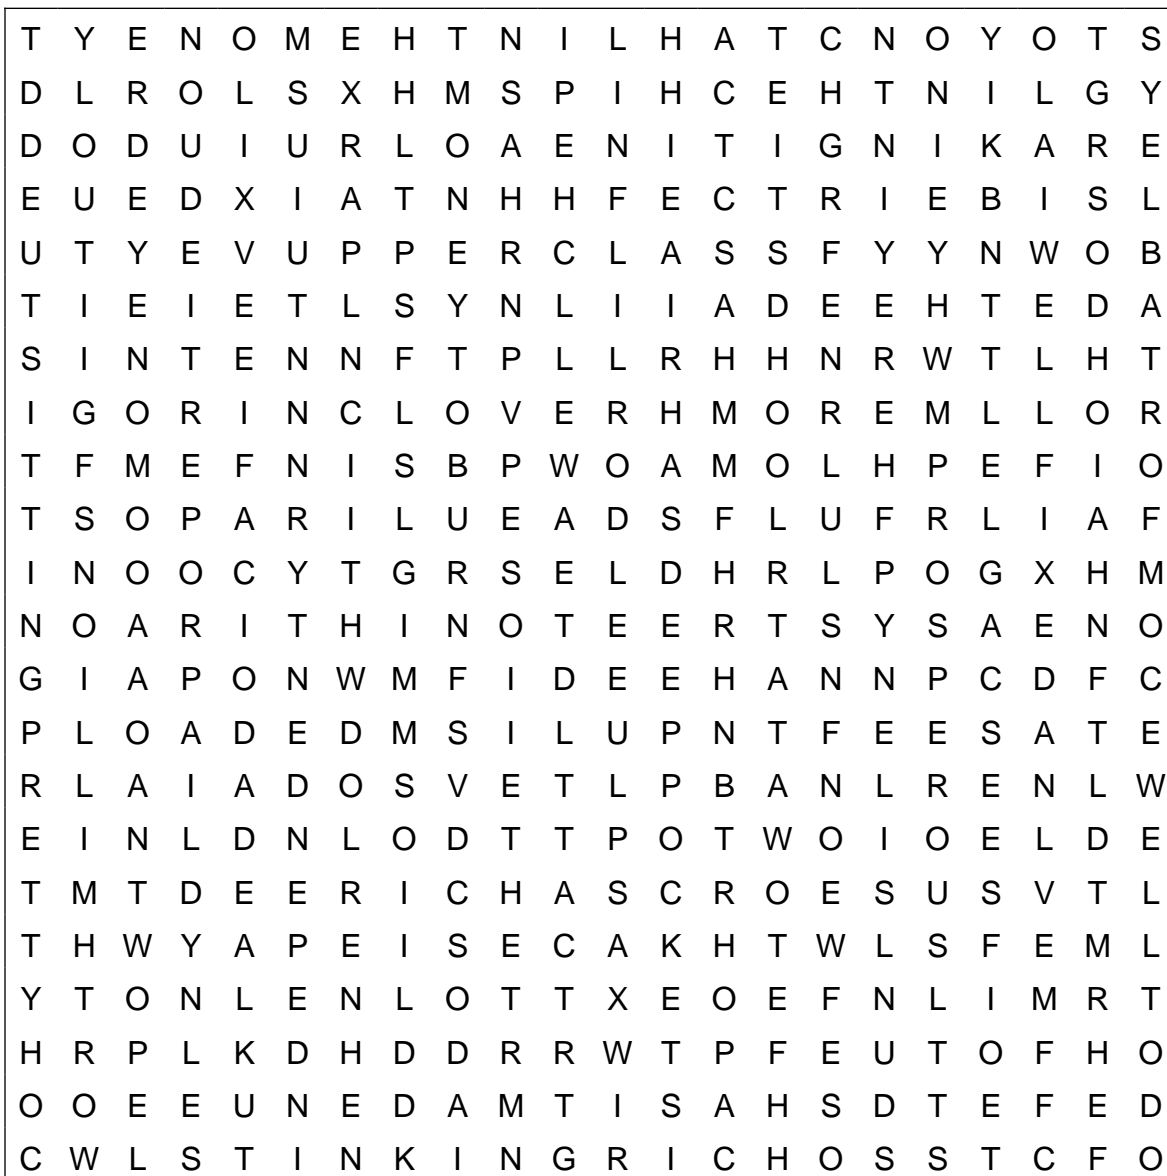 T Y E N O M E H T N I L H A T C N O Y O T S
D L R O L S X H M S P I H C E H T N I L G Y
D O D U I U R L O A E N I T I G N I K A R E
E U E D X I A T N H H F E C T R I E B I S L
U T Y E V U P P E R C L A S S F Y Y N W O B
T I E I E T L S Y N L I I A D E E H T E D A
S I N T E N N F T P L L R H H N R W T L H T
I G O R I N C L O V E R H M O R E M L L O R
T F M E F N I S B P W O A M O L H P E F I O
T S O P A R I L U E A D S F L U F R L I A F
I N O O C Y T G R S E L D H R L P O G X H M
N O A R I T H I N O T E E R T S Y S A E N O
G I A P O N W M F I D E E H A N N P C D F C
P L O A D E D M S I L U P N T F E E S A T E
R L A I A D O S V E T L P B A N L R E N L W
E I N L D N L O D T T P O T W O I O E L D E
T M T D E E R I C H A S C R O E S U S V T L
T H W Y A P E I S E C A K H T W L S F E M L
Y T O N L E N L O T T X E O E F N L I M R T
H R P L K D H D D R R W T P F E U T O F H O
O O E E U N E D A M T I S A H S D T E F E D
C W L S T I N K I N G R I C H O S S T C F O